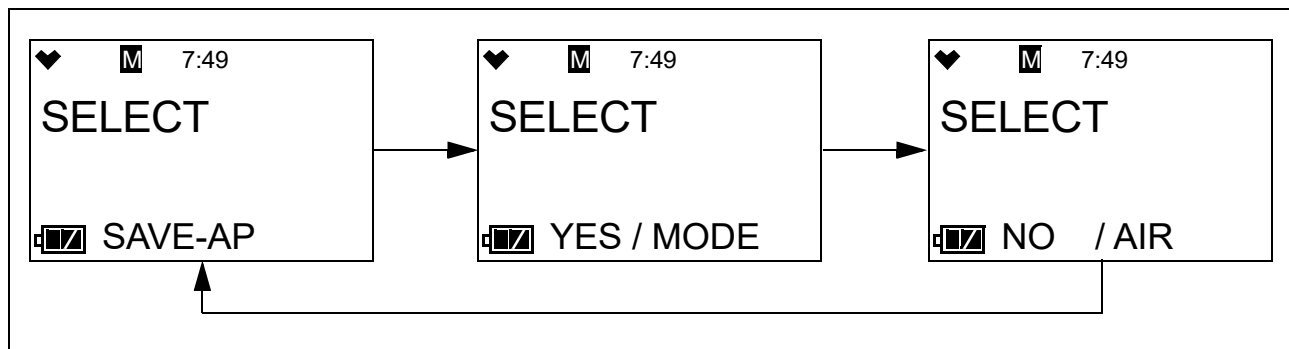 M 7:49
SELECT
SAVE-AP
M 7:49
SELECT
YES / MODE
M 7:49
SELECT
NO / AIR